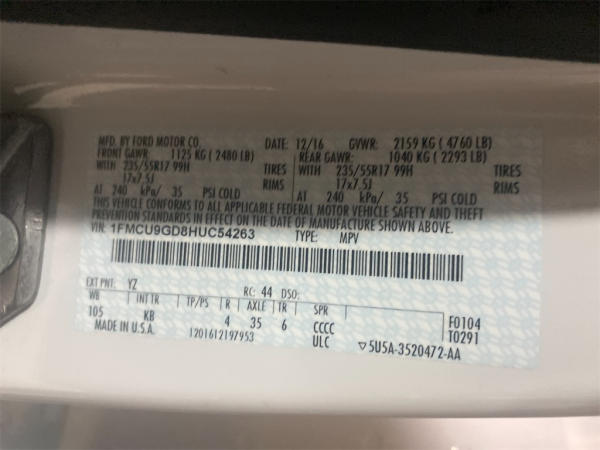 MFD. BY FORD MOTOR CO. DATE: 12/16 GVWR: 2159 KG ( 4760 LB)
FRONT GAWR: 1125 KG ( 2480 LB) REAR GAWR: 1040 KG ( 2293 LB)
WITH 235/55R17 99H TIRES WITH 235/55R17 99H TIRES
17x7.5J RIMS 17x7.5J RIMS
AT 240 kPa/ 35 PSI COLD AT 240 kPa/ 35 PSI COLD
THIS VEHICLE CONFORMS TO ALL APPLICABLE FEDERAL MOTOR VEHICLE SAFETY AND THEFT
PREVENTION STANDARDS IN EFFECT ON THE DATE OF MANUFACTURE SHOWN ABOVE.
VIN: 1FMCU9GD8HUC54263 TYPE: MPV
EXT PNT: YZ RC: 44 DSO:
WB INT TR TP/PS R AXLE TR SPR
105 KB 4 35 6 CCCC F0104
MADE IN U.S.A. 1201612197953 ULC T0291
▽5U5A-3520472-AA